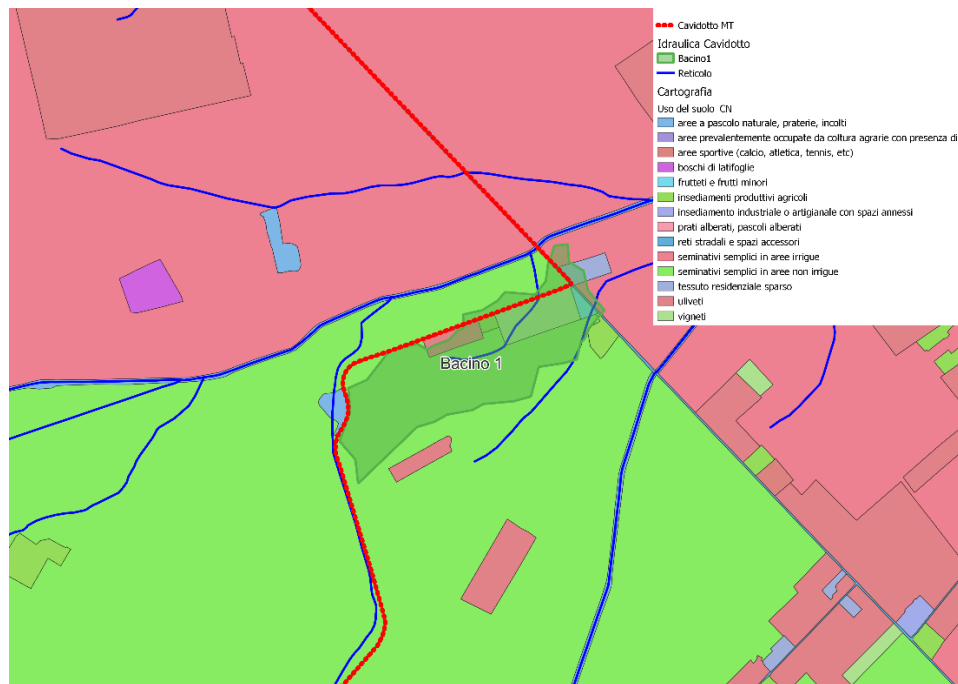 Cavidotto MT
Idraulica Cavidotto
Bacino1
Reticolo
Cartografia
Uso del suolo CN
aree a pascolo naturale, praterie, incolti
aree prevalentemente occupate da coltura agrarie con presenza di
aree sportive (calcio, atletica, tennis, etc)
boschi di latifoglie
frutteti e frutti minori
insediamenti produttivi agricoli
insediamento industriale o artigianale con spazi annessi
prati alberati, pascoli alberati
reti stradali e spazi accessori
seminativi semplici in aree irrigue
seminativi semplici in aree non irrigue
tessuto residenziale sparso
uliveti
vigneti
Bacino 1